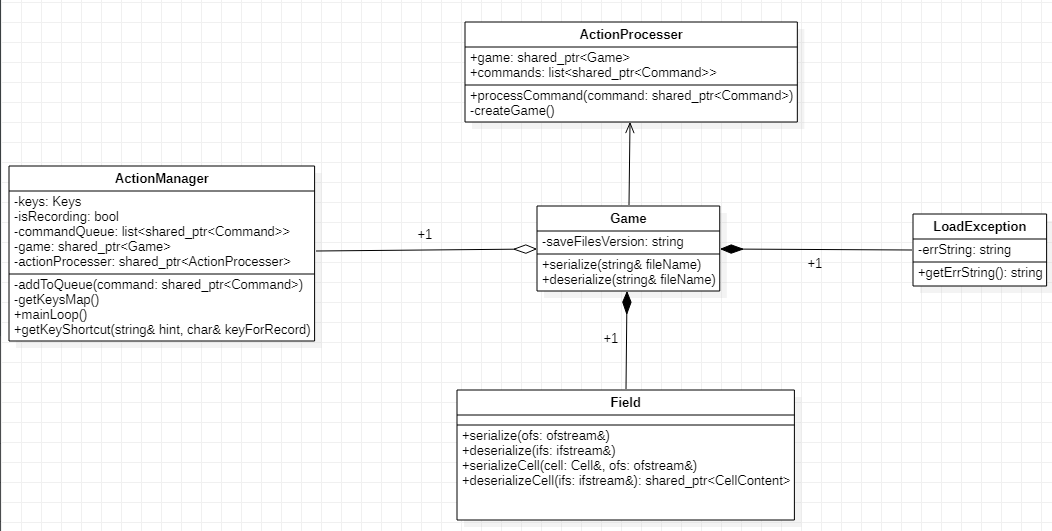 ActionProcesser
+game: shared_ptr<Game>
+commands: list<shared_ptr<Command>>
+processCommand(command: shared_ptr<Command>)
-createGame()
ActionManager
-keys: Keys
-isRecording: bool
-commandQueue: list<shared_ptr<Command>>
-game: shared_ptr<Game>
-actionProcesser: shared_ptr<ActionProcesser>
-addToQueue(command: shared_ptr<Command>)
-getKeysMap()
+mainLoop()
+getKeyShortcut(string& hint, char& keyForRecord)
+1
Game
-saveFilesVersion: string
+serialize(string& fileName)
+deserialize(string& fileName)
+1
LoadException
-errString: string
+getErrString(): string
+1
Field
+serialize(ofs: ofstream&)
+deserialize(ifs: ifstream&)
+serializeCell(cell: Cell&, ofs: ofstream&)
+deserializeCell(ifs: ifstream&): shared_ptr<CellContent>